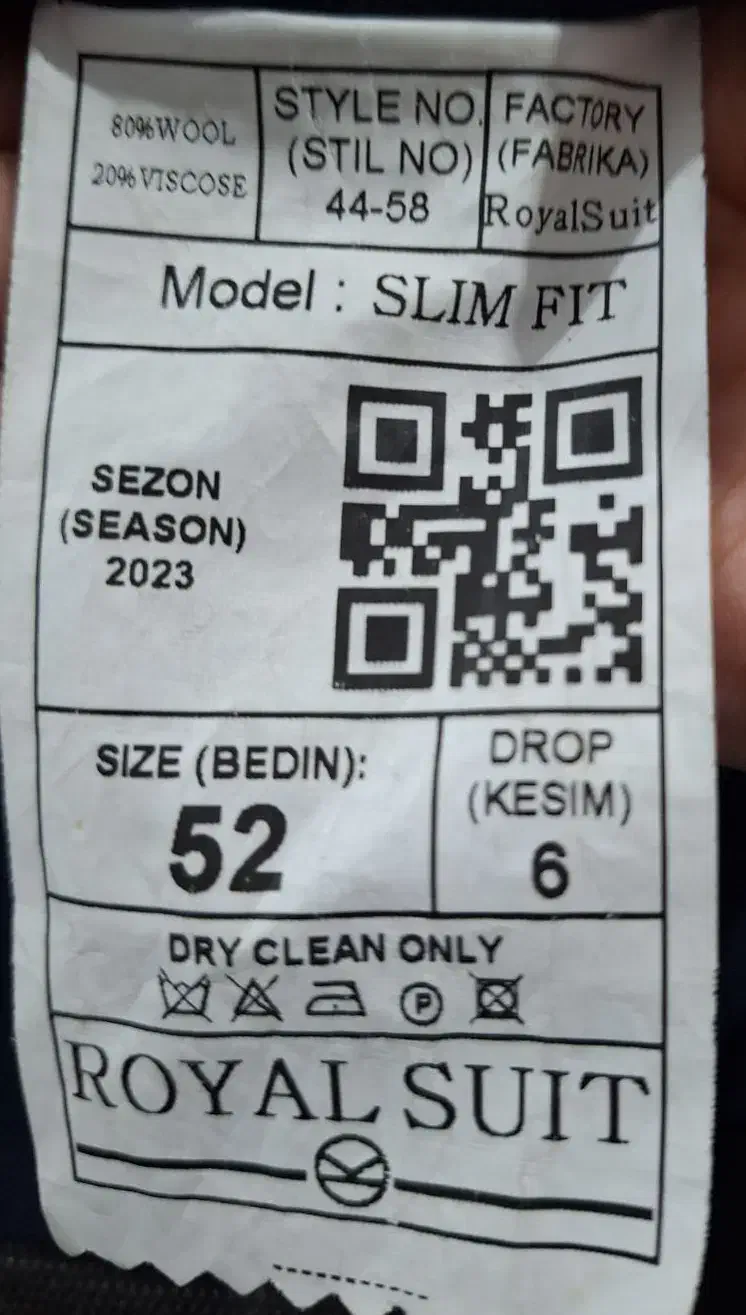 80%WOOL
20%VISCOSE
STYLE NO.
(STIL NO)
44-58
FACTORY
(FABRIKA)
RoyalSuit
Model : SLIM FIT
SEZON
(SEASON)
2023
SIZE (BEDIN):
52
DROP
(KESIM)
6
DRY CLEAN ONLY
P
ROYAL SUIT
K